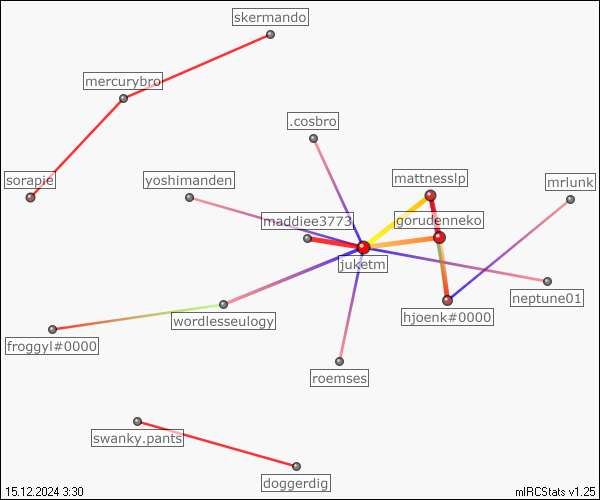 skermando
mercurybro
.cosbro
sorapie
yoshimanden
mattnesslp
mrlunk
maddiee3773
gorudenneko
juketm
neptune01
hjoenk#0000
wordlesseulogy
froggyl#0000
roemses
swanky.pants
doggerdig
15.12.2024 3:30
mIRCStats v1.25